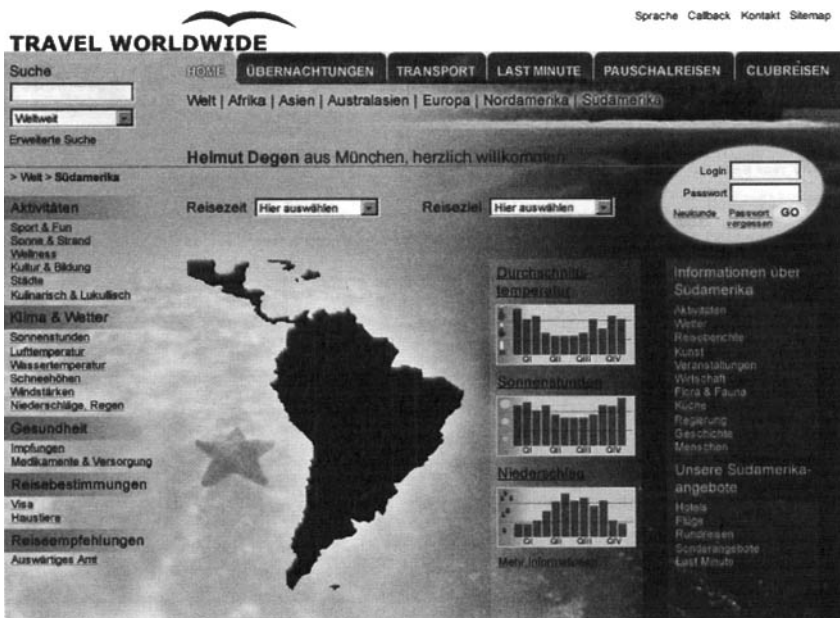 Sprache Callback Kontakt Sitemap
TRAVEL WORLDWIDE
Suche
HOME ÜBERNACHTUNGEN TRANSPORT LAST MINUTE PAUSCHALREISEN CLUBREISEN
Welt | Afrika | Asien | Australasien | Europa | Nordamerika | Südamerika
Weltweit
Erweiterte Suche
Helmut Degen aus München, herzlich willkommen
> Welt > Südamerika
Login
Passwort
Neukunde Passwort vergessen GO
Reisezeit Hier auswählen Reiseziel Hier auswählen
Aktivitäten
Sport & Fun
Sonne & Strand
Wellness
Kultur & Bildung
Städte
Kulinarisch & Lukullisch
Klima & Wetter
Sonnenstunden
Lufttemperatur
Wassertemperatur
Schneehöhen
Windstärken
Niederschläge, Regen
Gesundheit
Impfungen
Medikamente & Versorgung
Reisebestimmungen
Visa
Haustiere
Reiseempfehlungen
Auswärtiges Amt
Durchschnitts-
temperatur
QI QII QIII QIV
Sonnenstunden
QI QII QIII QIV
Niederschlag
QI QII QIII QIV
Mehr Informationen
Informationen über
Südamerika
Aktivitäten
Wetter
Reiseberichte
Kunst
Veranstaltungen
Wirtschaft
Flora & Fauna
Küche
Regierung
Geschichte
Menschen
Unsere Südamerika-
angebote
Hotels
Flüge
Rundreisen
Sonderangebote
Last Minute